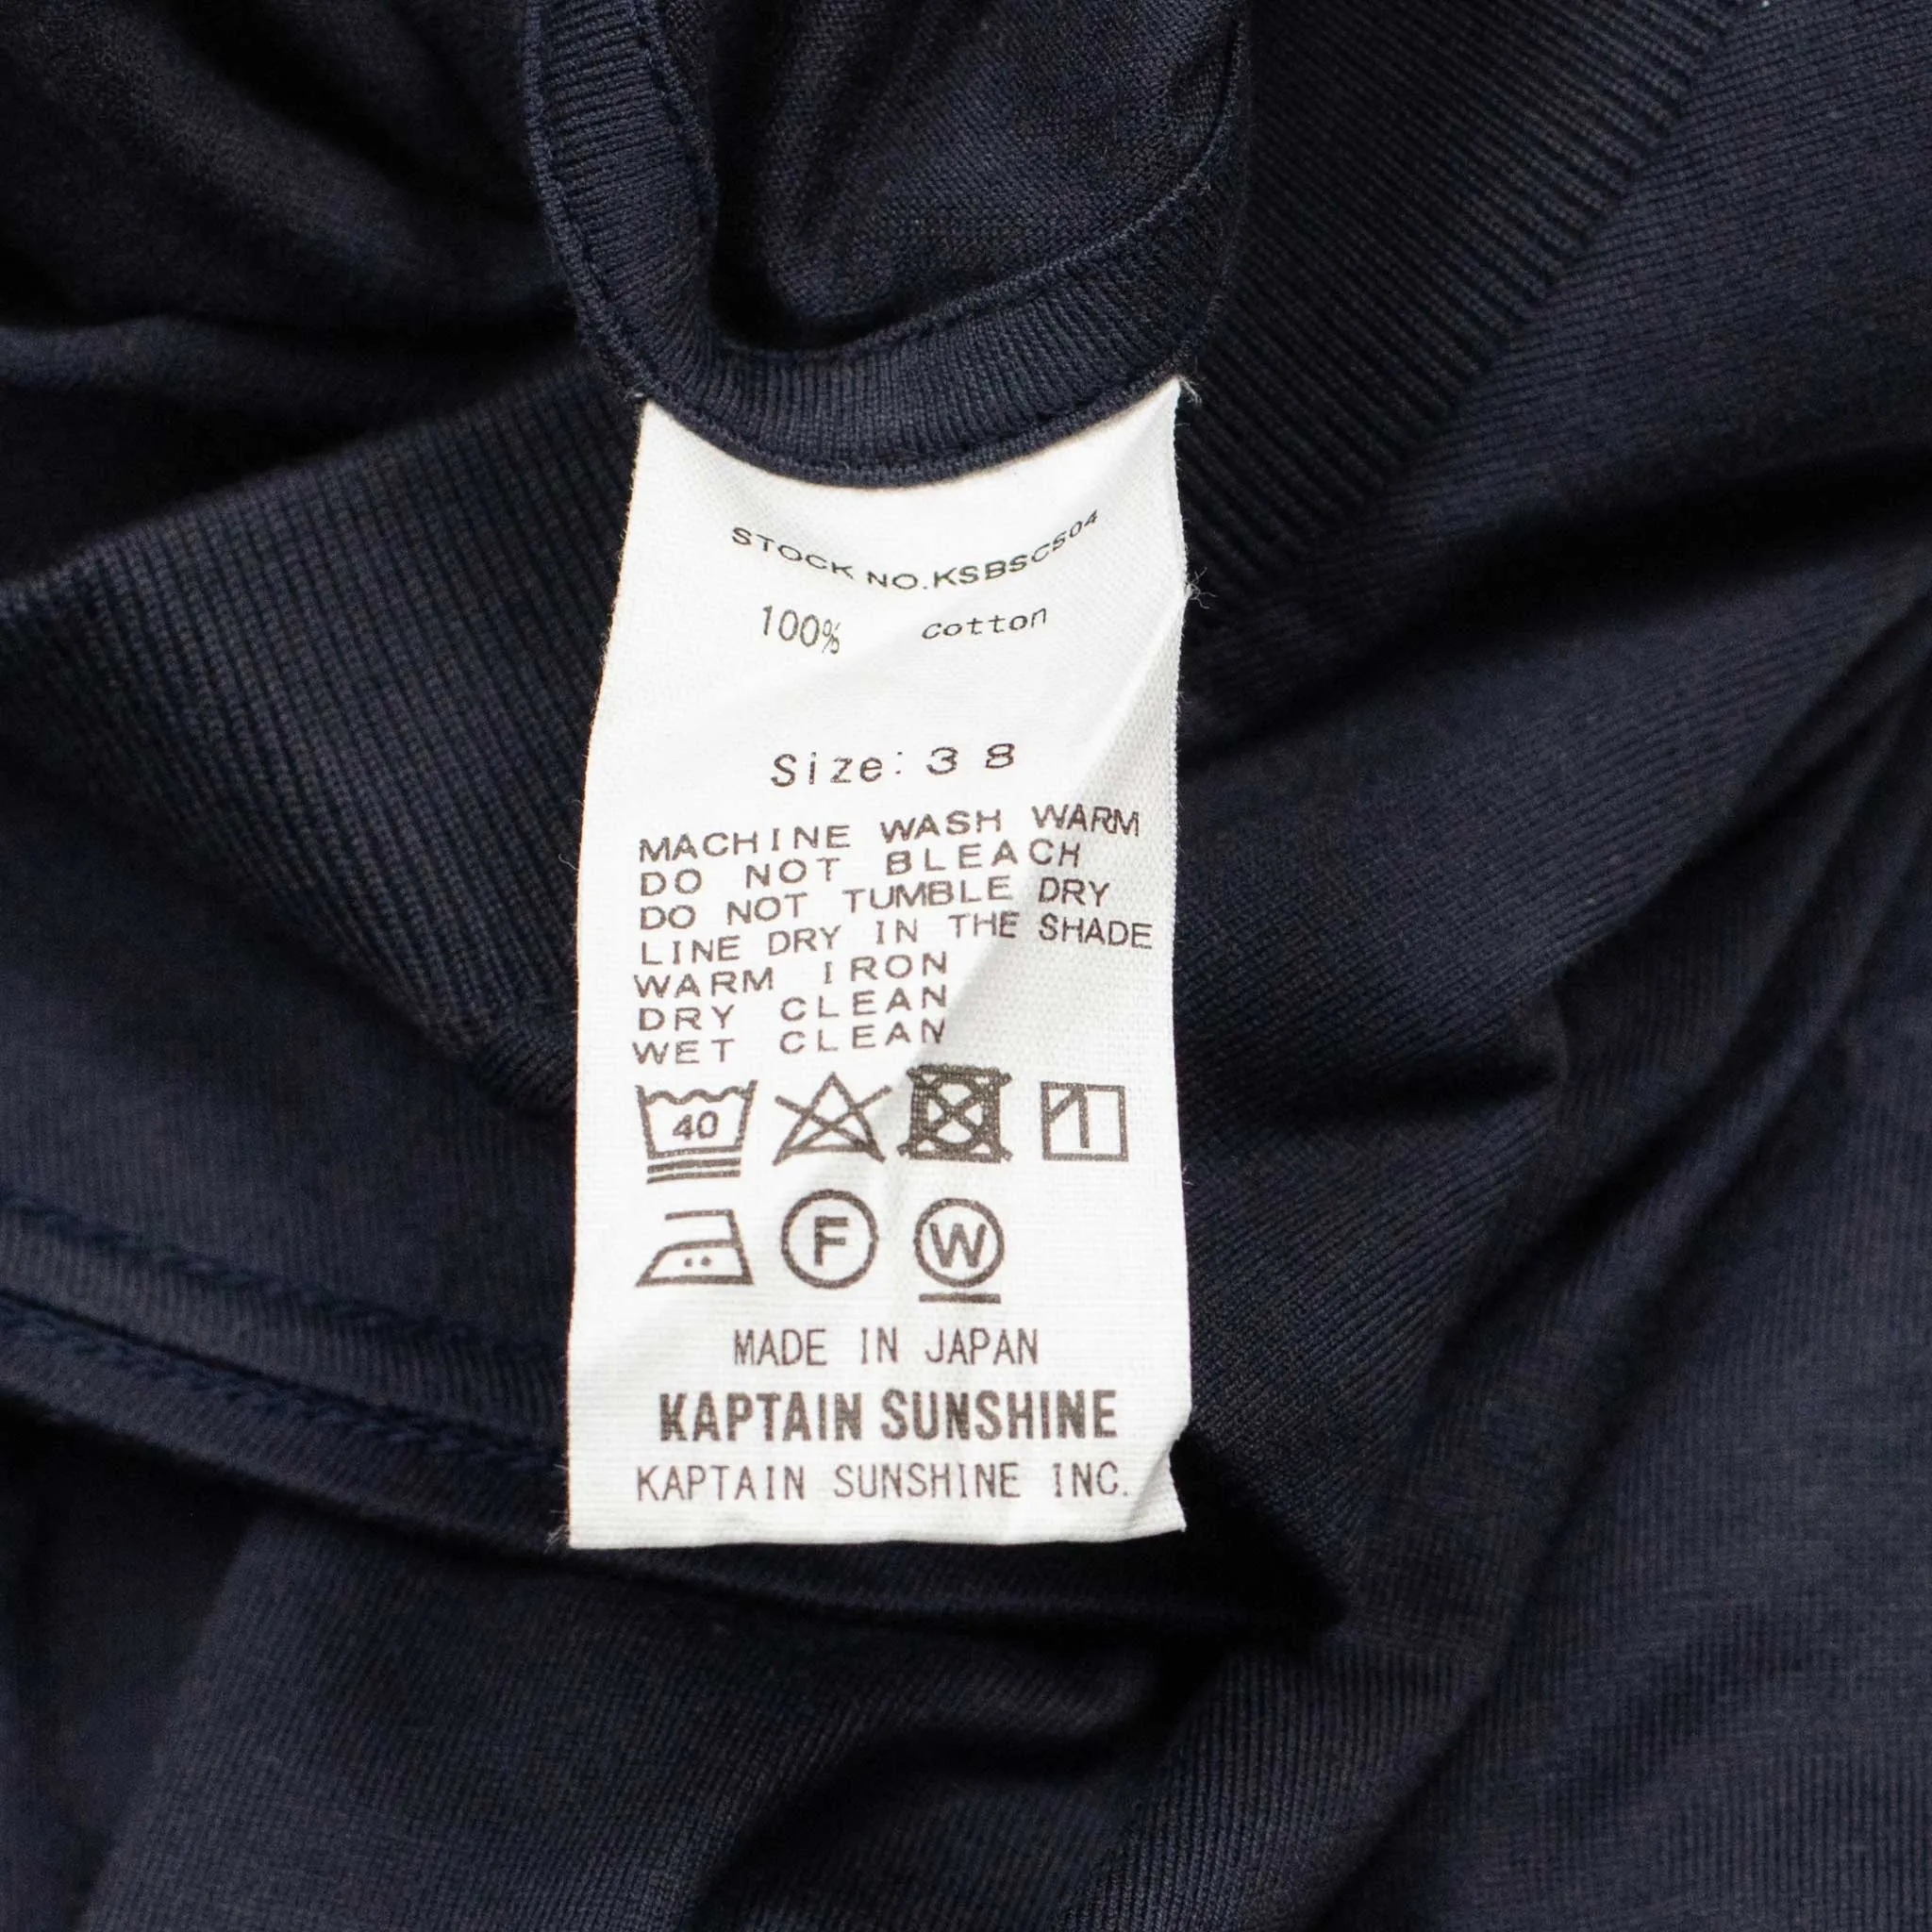 STOCK NO.KSBSCS04
100% cotton
Size:38
MACHINE WASH WARM
DO NOT BLEACH
DO NOT TUMBLE DRY
LINE DRY IN THE SHADE
WARM IRON
DRY CLEAN
WET CLEAN
40
F W
MADE IN JAPAN
KAPTAIN SUNSHINE
KAPTAIN SUNSHINE INC.